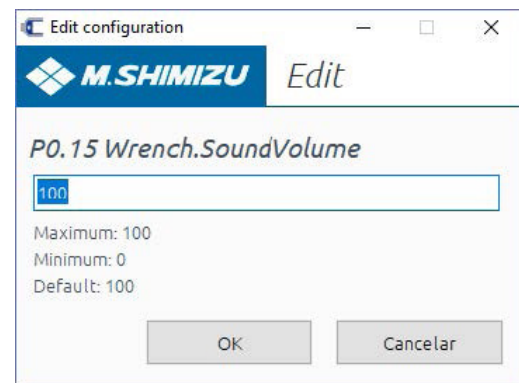 Edit configuration
M.SHIMIZU Edit
P0.15 Wrench.SoundVolume
100
Maximum: 100
Minimum: 0
Default: 100
OK Cancelar